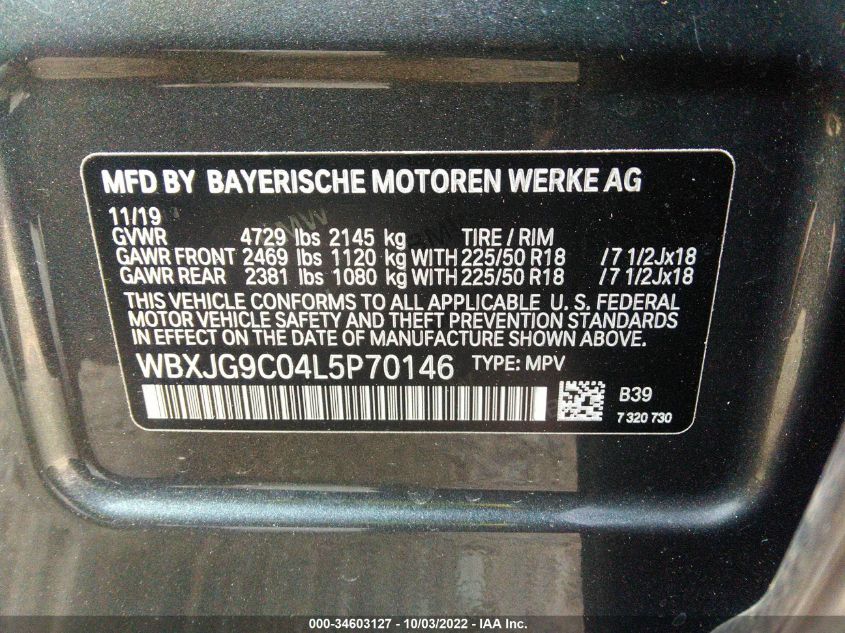 MFD BY BAYERISCHE MOTOREN WERKE AG
11/19
GVWR 4729 lbs 2145 kg TIRE / RIM
GAWR FRONT 2469 lbs 1120 kg WITH 225/50 R18 /7 1/2Jx18
GAWR REAR 2381 lbs 1080 kg WITH 225/50 R18 /7 1/2Jx18
THIS VEHICLE CONFORMS TO ALL APPLICABLE U. S. FEDERAL
MOTOR VEHICLE SAFETY AND THEFT PREVENTION STANDARDS
IN EFFECT ON THE DATE OF MANUFACTURE SHOWN ABOVE.
WBXJG9C04L5P70146 TYPE: MPV
B39
7 320 730
000-34603127 - 10/03/2022 - © Copyright 2022 IAA, Inc.